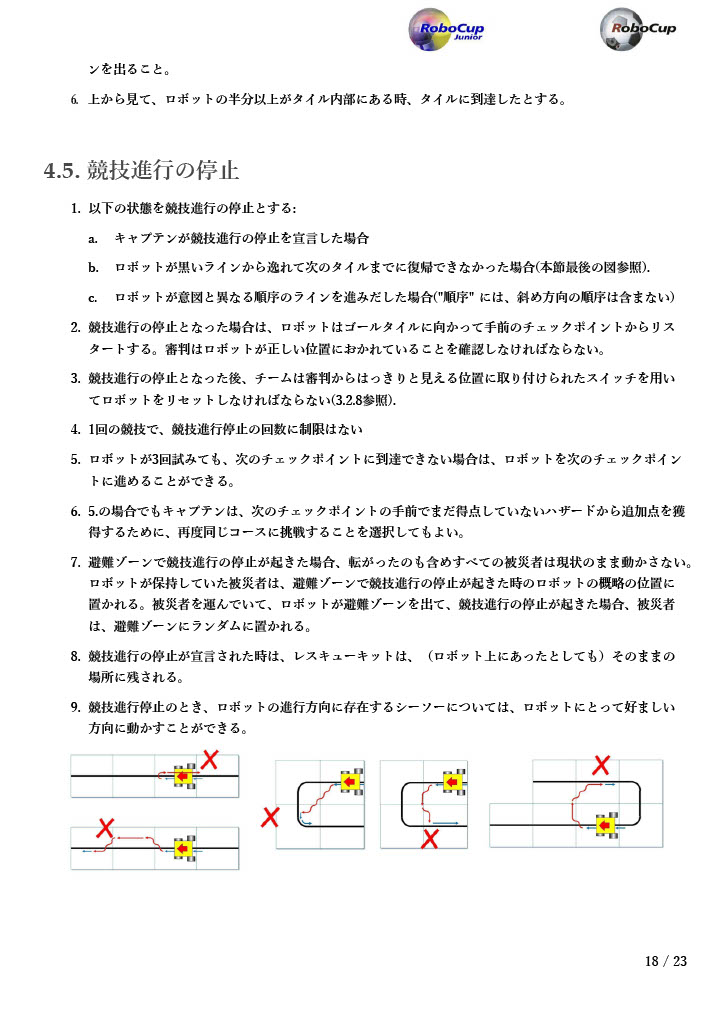 RoboCup
Junior
RoboCup
ンを出ること。
6. 上から見て、ロボットの半分以上がタイル内部にある時、タイルに到達したとする。
4.5. 競技進行の停止
1. 以下の状態を競技進行の停止とする:
a. キャプテンが競技進行の停止を宣言した場合
b. ロボットが黒いラインから逸れて次のタイルまでに復帰できなかった場合(本節最後の図参照).
c. ロボットが意図と異なる順序のラインを進みだした場合("順序" には、斜め方向の順序は含まない)
2. 競技進行の停止となった場合は、ロボットはゴールタイルに向かって手前のチェックポイントからリス
タートする。審判はロボットが正しい位置におかれていることを確認しなければならない。
3. 競技進行の停止となった後、チームは審判からはっきりと見える位置に取り付けられたスイッチを用い
てロボットをリセットしなければならない(3.2.8参照).
4. 1回の競技で、競技進行停止の回数に制限はない
5. ロボットが3回試みても、次のチェックポイントに到達できない場合は、ロボットを次のチェックポイン
トに進めることができる。
6. 5.の場合でもキャプテンは、次のチェックポイントの手前でまだ得点していないハザードから追加点を獲
得するために、再度同じコースに挑戦することを選択してもよい。
7. 避難ゾーンで競技進行の停止が起きた場合、転がったのも含めすべての被災者は現状のまま動かさない。
ロボットが保持していた被災者は、避難ゾーンで競技進行の停止が起きた時のロボットの概略の位置に
置かれる。被災者を運んでいて、ロボットが避難ゾーンを出て、競技進行の停止が起きた場合、被災者
は、避難ゾーンにランダムに置かれる。
8. 競技進行の停止が宣言された時は、レスキューキットは、（ロボット上にあったとしても）そのままの
場所に残される。
9. 競技進行停止のとき、ロボットの進行方向に存在するシーソーについては、ロボットにとって好ましい
方向に動かすことができる。
18 / 23